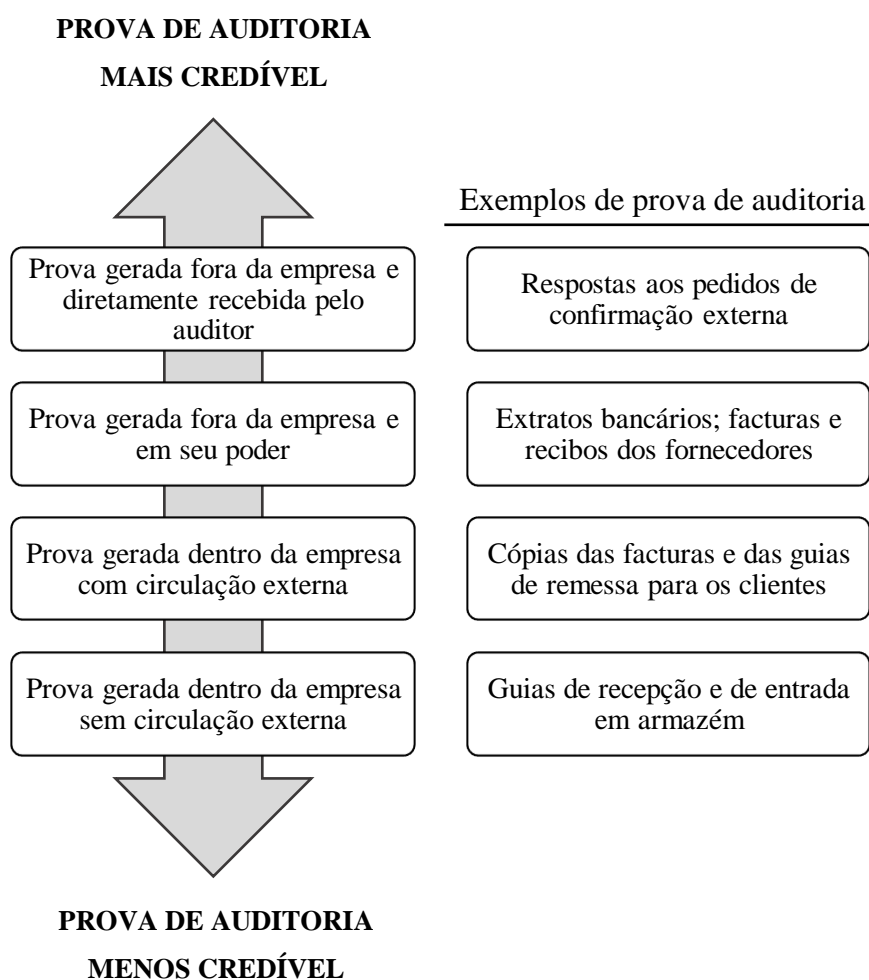 PROVA DE AUDITORIA
MAIS CREDÍVEL
Exemplos de prova de auditoria
Prova gerada fora da empresa e
diretamente recebida pelo
auditor
Respostas aos pedidos de
confirmação externa
Prova gerada fora da empresa e
em seu poder
Extratos bancários; facturas e
recibos dos fornecedores
Prova gerada dentro da empresa
com circulação externa
Cópias das facturas e das guias
de remessa para os clientes
Prova gerada dentro da empresa
sem circulação externa
Guias de recepção e de entrada
em armazém
PROVA DE AUDITORIA
MENOS CREDÍVEL